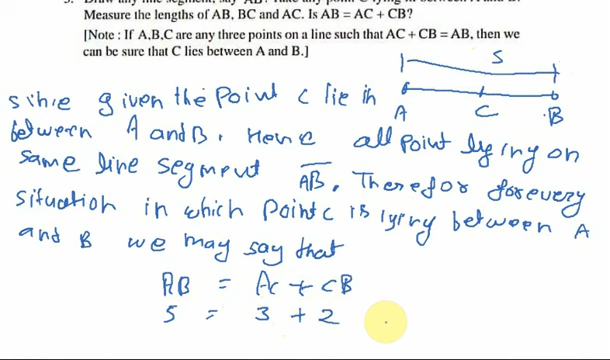 Measure the lengths of AB, BC and AC. Is AB = AC + CB?
[Note : If A,B,C are any three points on a line such that AC + CB = AB, then we
can be sure that C lies between A and B.]
S
A C B
since given the point C lie in
between A and B. Hence all point lying on
same line segment AB. Therefor for every
situation in which point C is lying between A
and B we may say that
AB = AC + CB
5 = 3 + 2